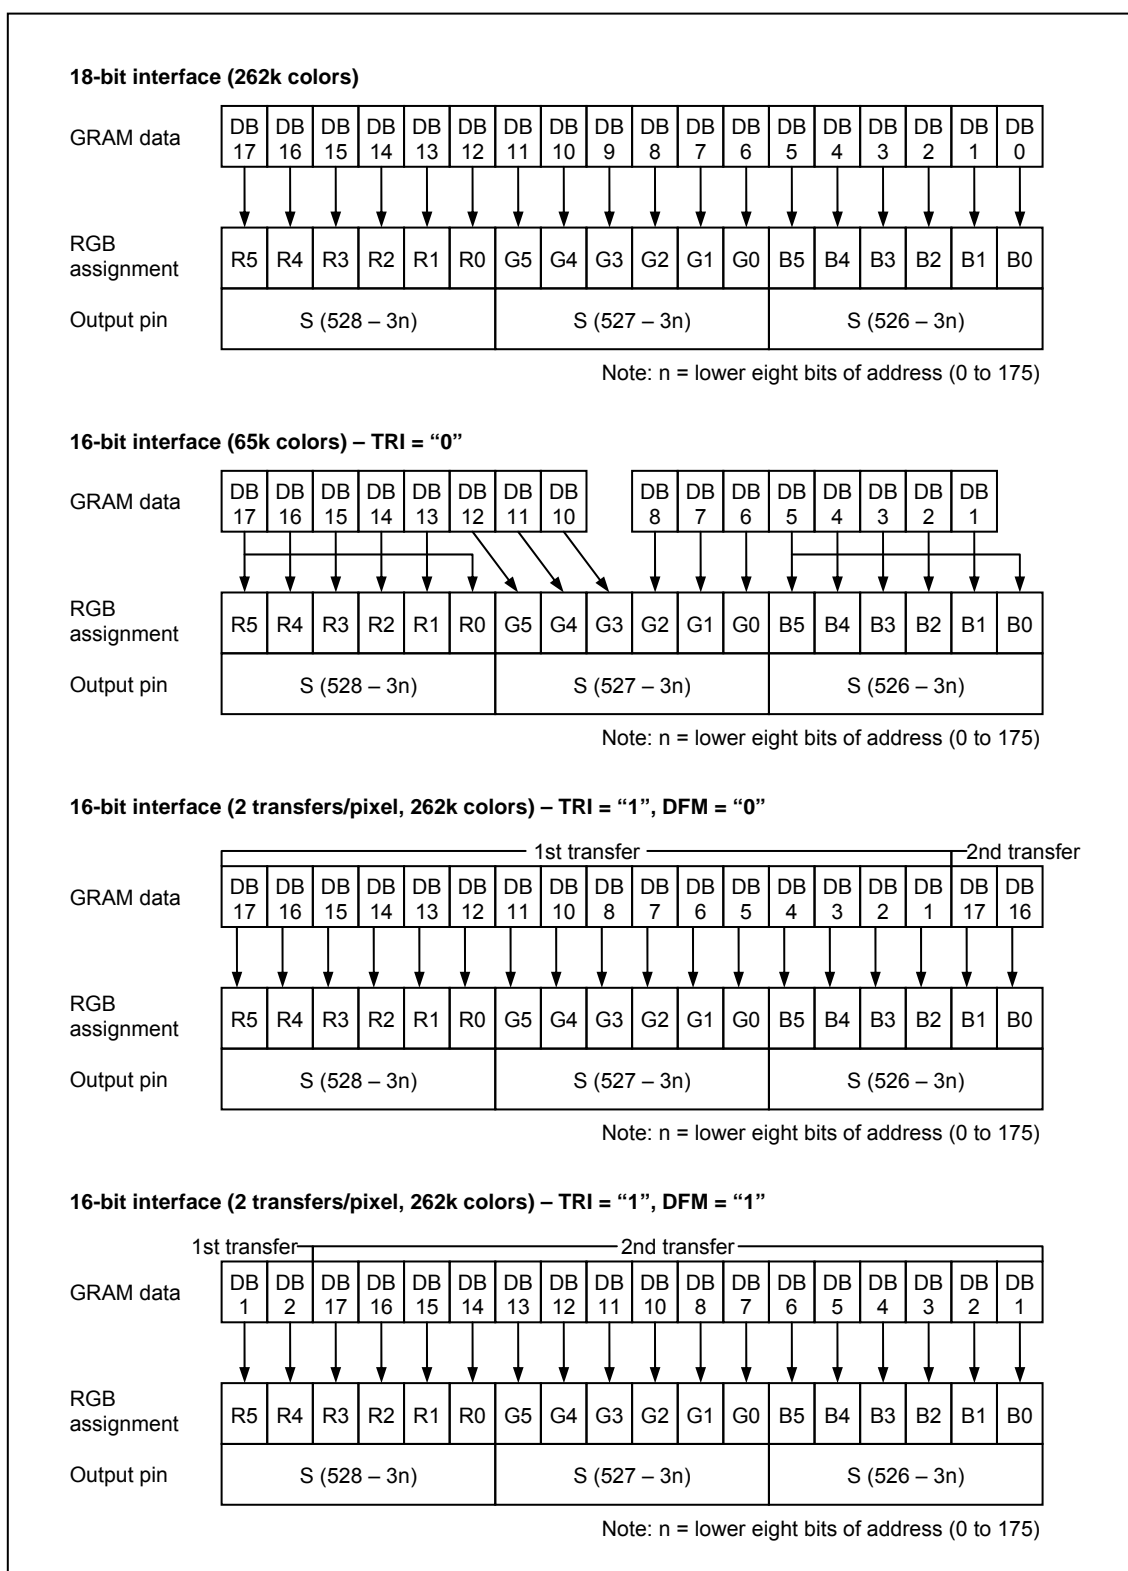 18-bit interface (262k colors)
GRAM data
DB 17 DB 16 DB 15 DB 14 DB 13 DB 12 DB 11 DB 10 DB 9 DB 8 DB 7 DB 6 DB 5 DB 4 DB 3 DB 2 DB 1 DB 0
RGB assignment
R5 R4 R3 R2 R1 R0 G5 G4 G3 G2 G1 G0 B5 B4 B3 B2 B1 B0
Output pin S (528 – 3n) S (527 – 3n) S (526 – 3n)
Note: n = lower eight bits of address (0 to 175)
16-bit interface (65k colors) – TRI = “0”
GRAM data
DB 17 DB 16 DB 15 DB 14 DB 13 DB 12 DB 11 DB 10 DB 8 DB 7 DB 6 DB 5 DB 4 DB 3 DB 2 DB 1
RGB assignment
R5 R4 R3 R2 R1 R0 G5 G4 G3 G2 G1 G0 B5 B4 B3 B2 B1 B0
Output pin S (528 – 3n) S (527 – 3n) S (526 – 3n)
Note: n = lower eight bits of address (0 to 175)
16-bit interface (2 transfers/pixel, 262k colors) – TRI = “1”, DFM = “0”
1st transfer 2nd transfer
GRAM data
DB 17 DB 16 DB 15 DB 14 DB 13 DB 12 DB 11 DB 10 DB 8 DB 7 DB 6 DB 5 DB 4 DB 3 DB 2 DB 1 DB 17 DB 16
RGB assignment
R5 R4 R3 R2 R1 R0 G5 G4 G3 G2 G1 G0 B5 B4 B3 B2 B1 B0
Output pin S (528 – 3n) S (527 – 3n) S (526 – 3n)
Note: n = lower eight bits of address (0 to 175)
16-bit interface (2 transfers/pixel, 262k colors) – TRI = “1”, DFM = “1”
1st transfer 2nd transfer
GRAM data
DB 1 DB 2 DB 17 DB 16 DB 15 DB 14 DB 13 DB 12 DB 11 DB 10 DB 8 DB 7 DB 6 DB 5 DB 4 DB 3 DB 2 DB 1
RGB assignment
R5 R4 R3 R2 R1 R0 G5 G4 G3 G2 G1 G0 B5 B4 B3 B2 B1 B0
Output pin S (528 – 3n) S (527 – 3n) S (526 – 3n)
Note: n = lower eight bits of address (0 to 175)